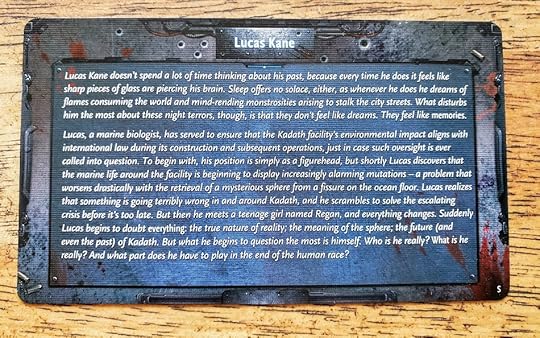 Lucas Kane
Lucas Kane doesn't spend a lot of time thinking about his past, because every time he does it feels like
sharp pieces of glass are piercing his brain. Sleep offers no solace, either, as whenever he does he dreams of
flames consuming the world and mind-rending monstrosities arising to stalk the city streets. What disturbs
him the most about these night terrors, though, is that they don't feel like dreams. They feel like memories.
Lucas, a marine biologist, has served to ensure that the Kadath facility's environmental impact aligns with
international law during its construction and subsequent operations, just in case such oversight is ever
called into question. To begin with, his position is simply as a figurehead, but shortly Lucas discovers that
the marine life around the facility is beginning to display increasingly alarming mutations – a problem that
worsens drastically with the retrieval of a mysterious sphere from a fissure on the ocean floor. Lucas realizes
that something is going terribly wrong in and around Kadath, and he scrambles to solve the escalating
crisis before it's too late. But then he meets a teenage girl named Regan, and everything changes. Suddenly
Lucas begins to doubt everything; the true nature of reality; the meaning of the sphere; the future (and
even the past) of Kadath. But what he begins to question the most is himself. Who is he really? What is he
really? And what part does he have to play in the end of the human race?
S